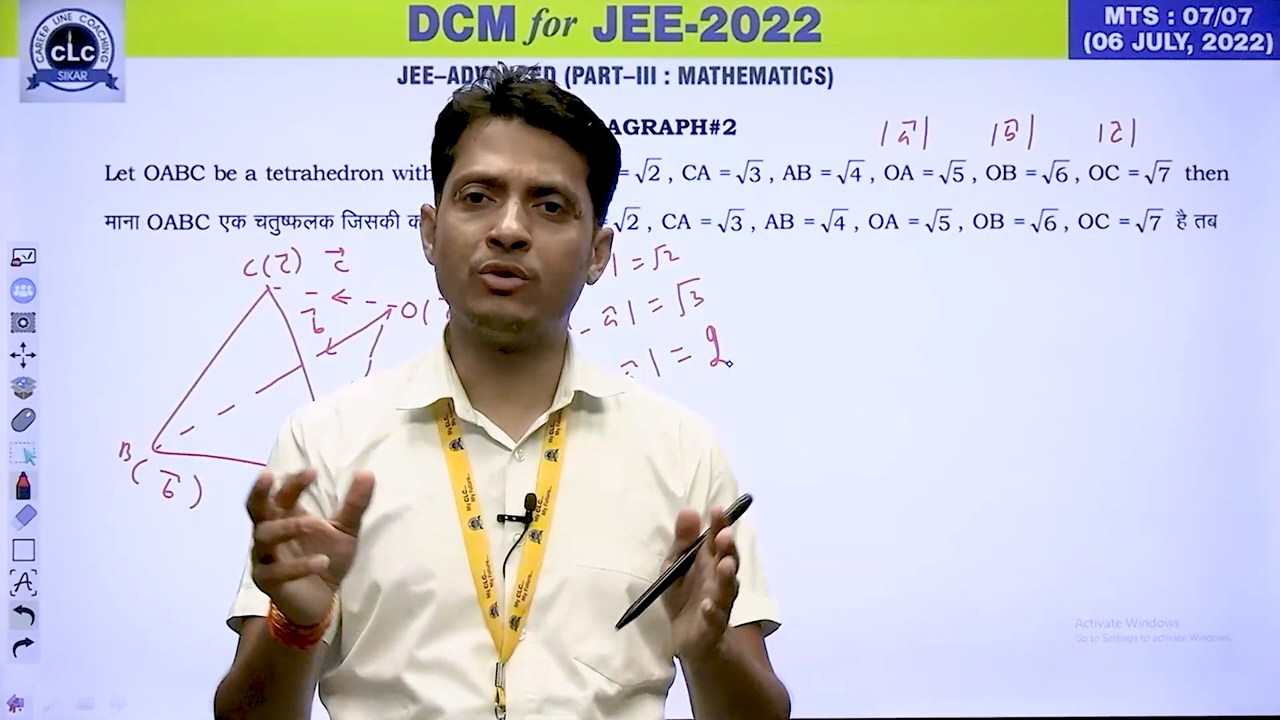 DCM for JEE-2022
MTS : 07/07
(06 JULY, 2022)
CAREER LINE COACHING
CLC
SIKAR
JEE–ADVANCED (PART–III : MATHEMATICS)
AGRAPH#2
|a⃗| |b⃗| |c⃗|
Let OABC be a tetrahedron with = √2 , CA = √3 , AB = √4 , OA = √5 , OB = √6 , OC = √7 then
माना OABC एक चतुष्फलक जिसकी √2 , CA = √3 , AB = √4 , OA = √5 , OB = √6 , OC = √7 है तब
C(c⃗) c⃗ | = √2
b⃗ O( - a⃗| = √3
| = 2
B
(b⃗)
Activate Windows
Go to Settings to activate Windows.